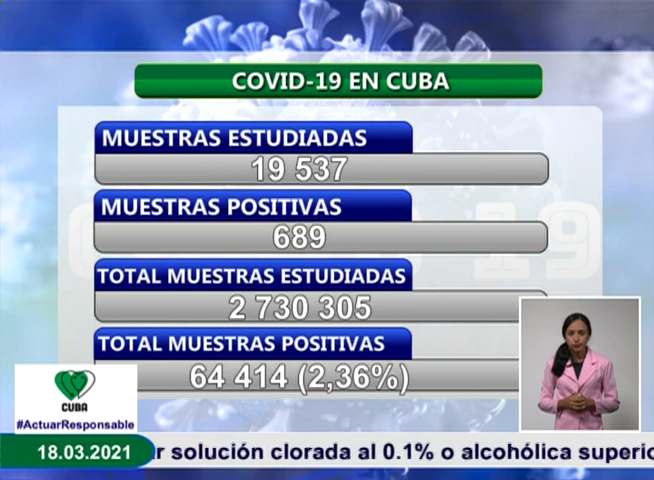 COVID-19 EN CUBA
MUESTRAS ESTUDIADAS
19 537
MUESTRAS POSITIVAS
689
TOTAL MUESTRAS ESTUDIADAS
2 730 305
TOTAL MUESTRAS POSITIVAS
64 414 (2,36%)
CUBA
#ActuarResponsable
18.03.2021
r solución clorada al 0.1% o alcohólica superio